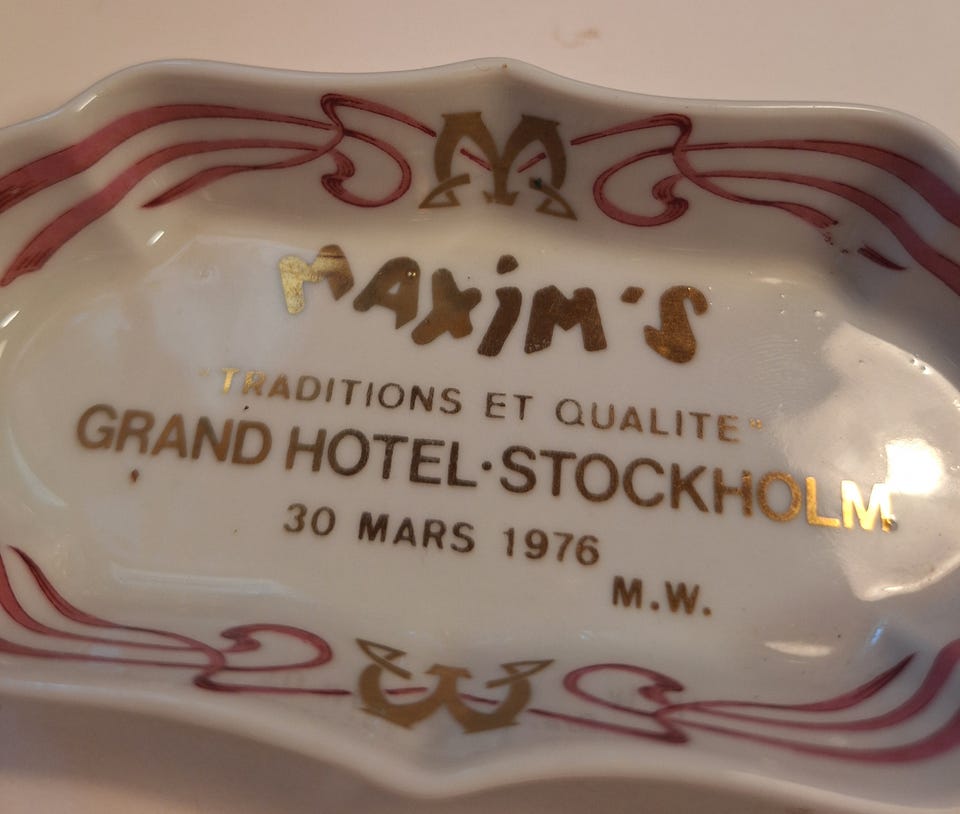 M
MAXiM'S
"TRADITIONS ET QUALITE"
GRAND HOTEL·STOCKHOLM
30 MARS 1976
M.W.
M